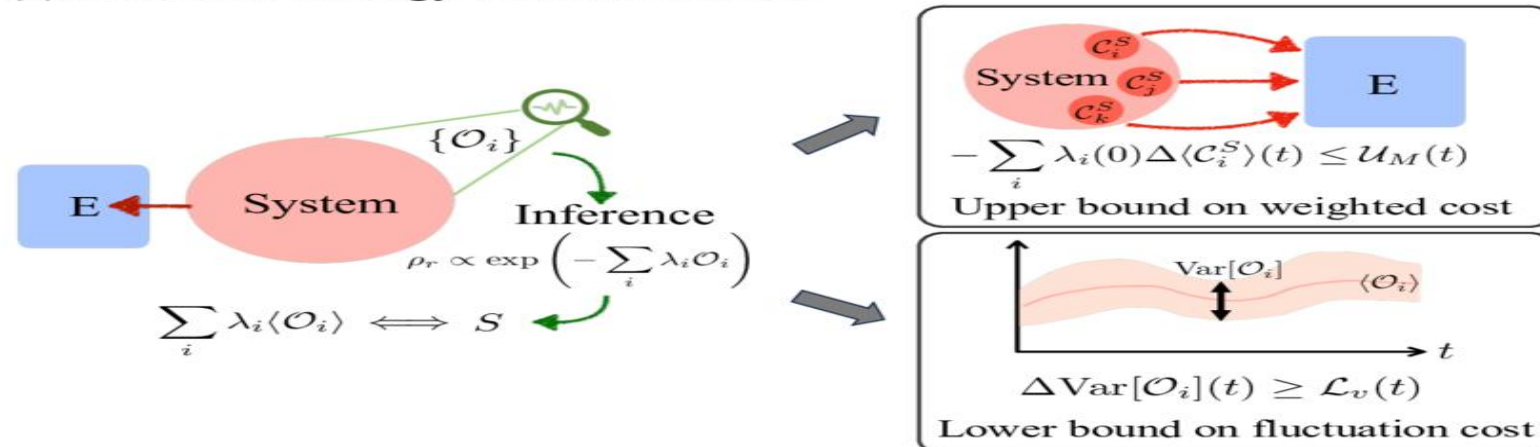 {𝒪_i}
E
System
Inference
ρ_r ∝ exp (− ∑_i λ_i 𝒪_i)
∑_i λ_i ⟨𝒪_i⟩ ⟺ S
𝒞_i^S
System 𝒞_j^S
𝒞_k^S
E
− ∑_i λ_i(0)Δ⟨𝒞_i^S⟩(t) ≤ 𝒰_M(t)
Upper bound on weighted cost
Var[𝒪_i]
⟨𝒪_i⟩
t
ΔVar[𝒪_i](t) ≥ ℒ_v(t)
Lower bound on fluctuation cost